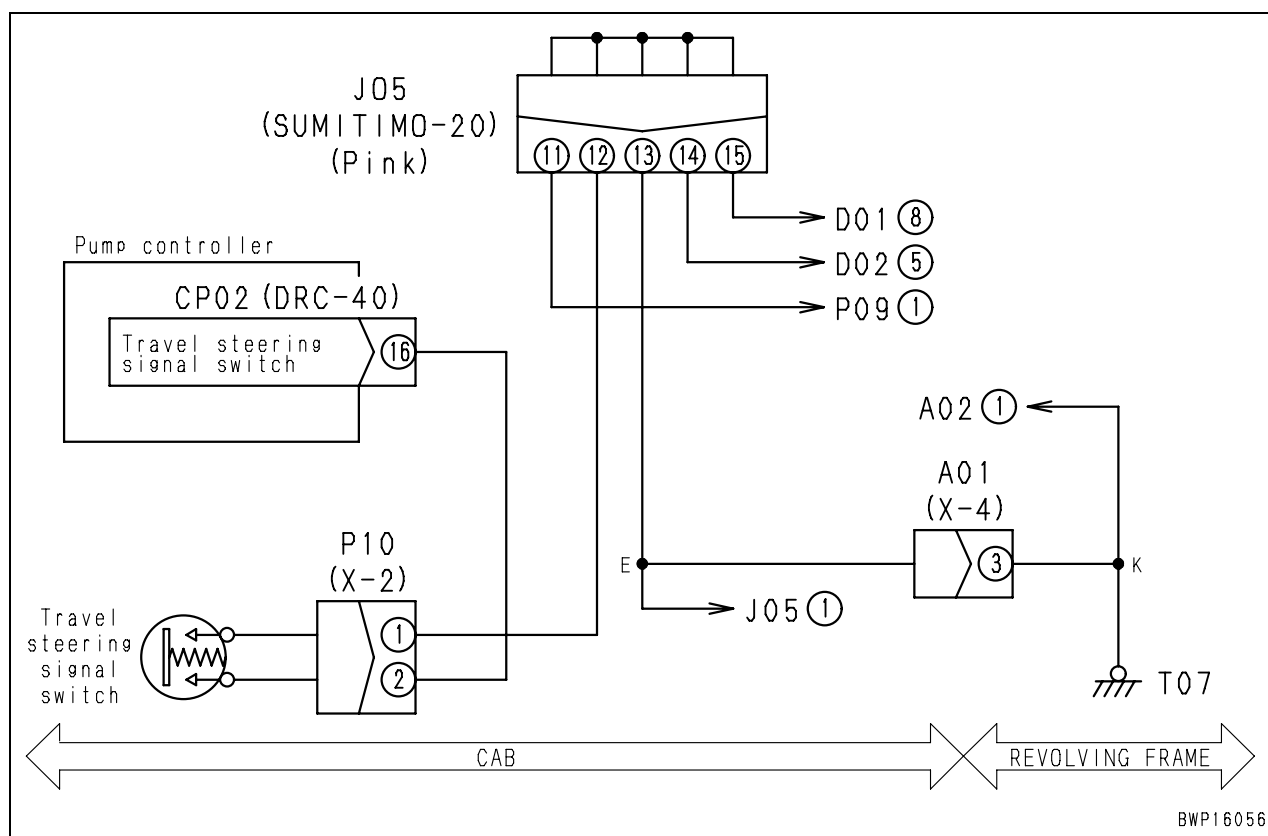 J05
(SUMITIMO-20)
(Pink)
11 12 13 14 15
D01 8
D02 5
P09 1
Pump controller
CP02 (DRC-40)
Travel steering
signal switch
16
A02 1
A01
(X-4)
3
E
K
J05 1
P10
(X-2)
1
2
Travel
steering
signal
switch
T07
CAB
REVOLVING FRAME
BWP16056